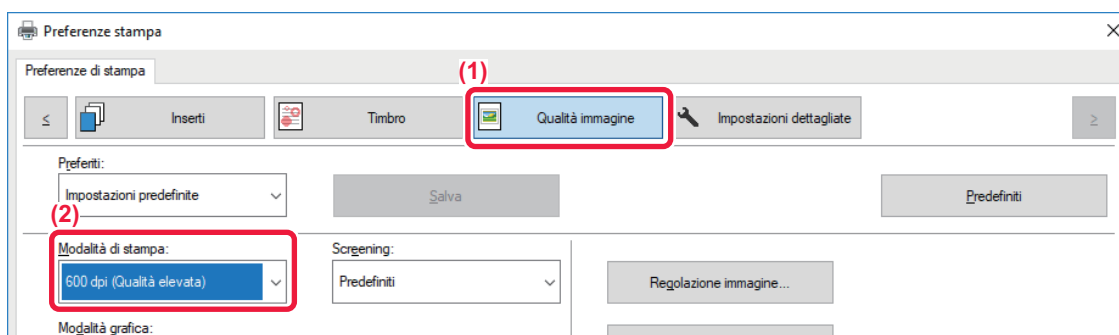 Preferenze stampa
Preferenze di stampa
(1)
<
Inserti
Timbro
Qualità immagine
Impostazioni dettagliate
>
Preferiti:
Impostazioni predefinite
Salva
Predefiniti
(2)
Modalità di stampa:
Screening:
600 dpi (Qualità elevata)
Predefiniti
Regolazione immagine...
Modalità grafica: